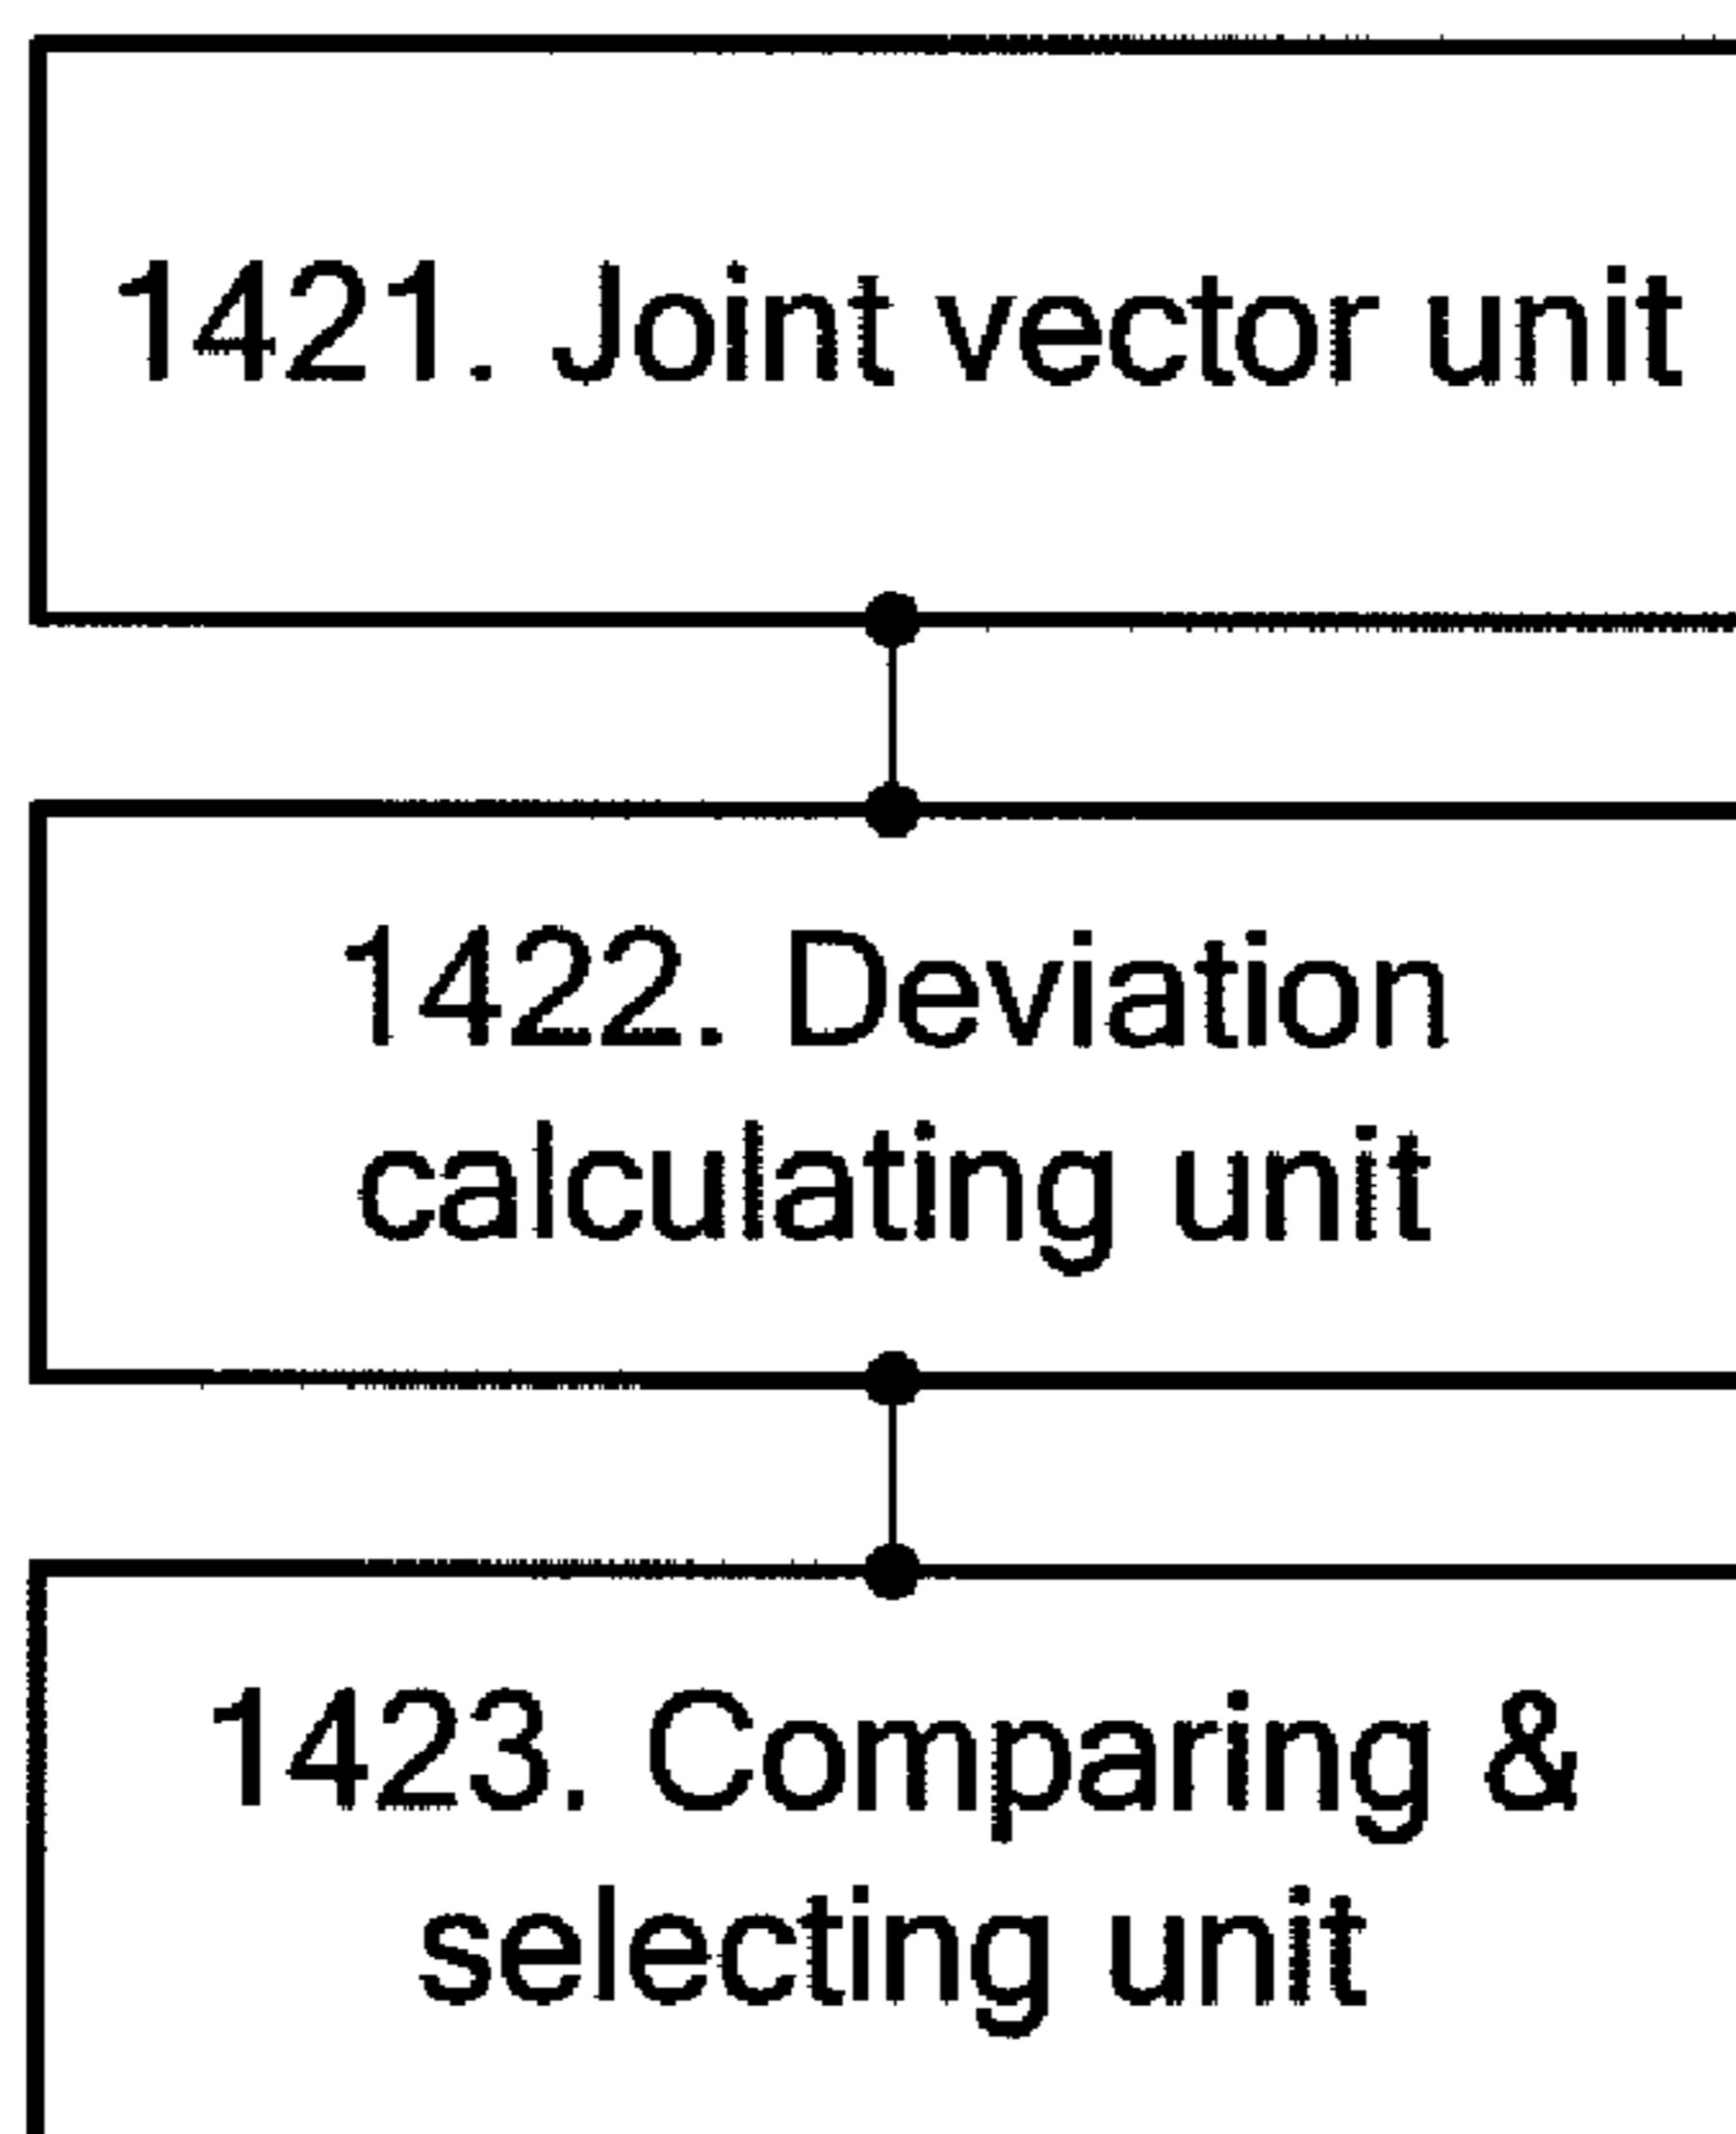 1421. Joint vector unit
1422. Deviation
calculating unit
1423. Comparing &
selecting unit